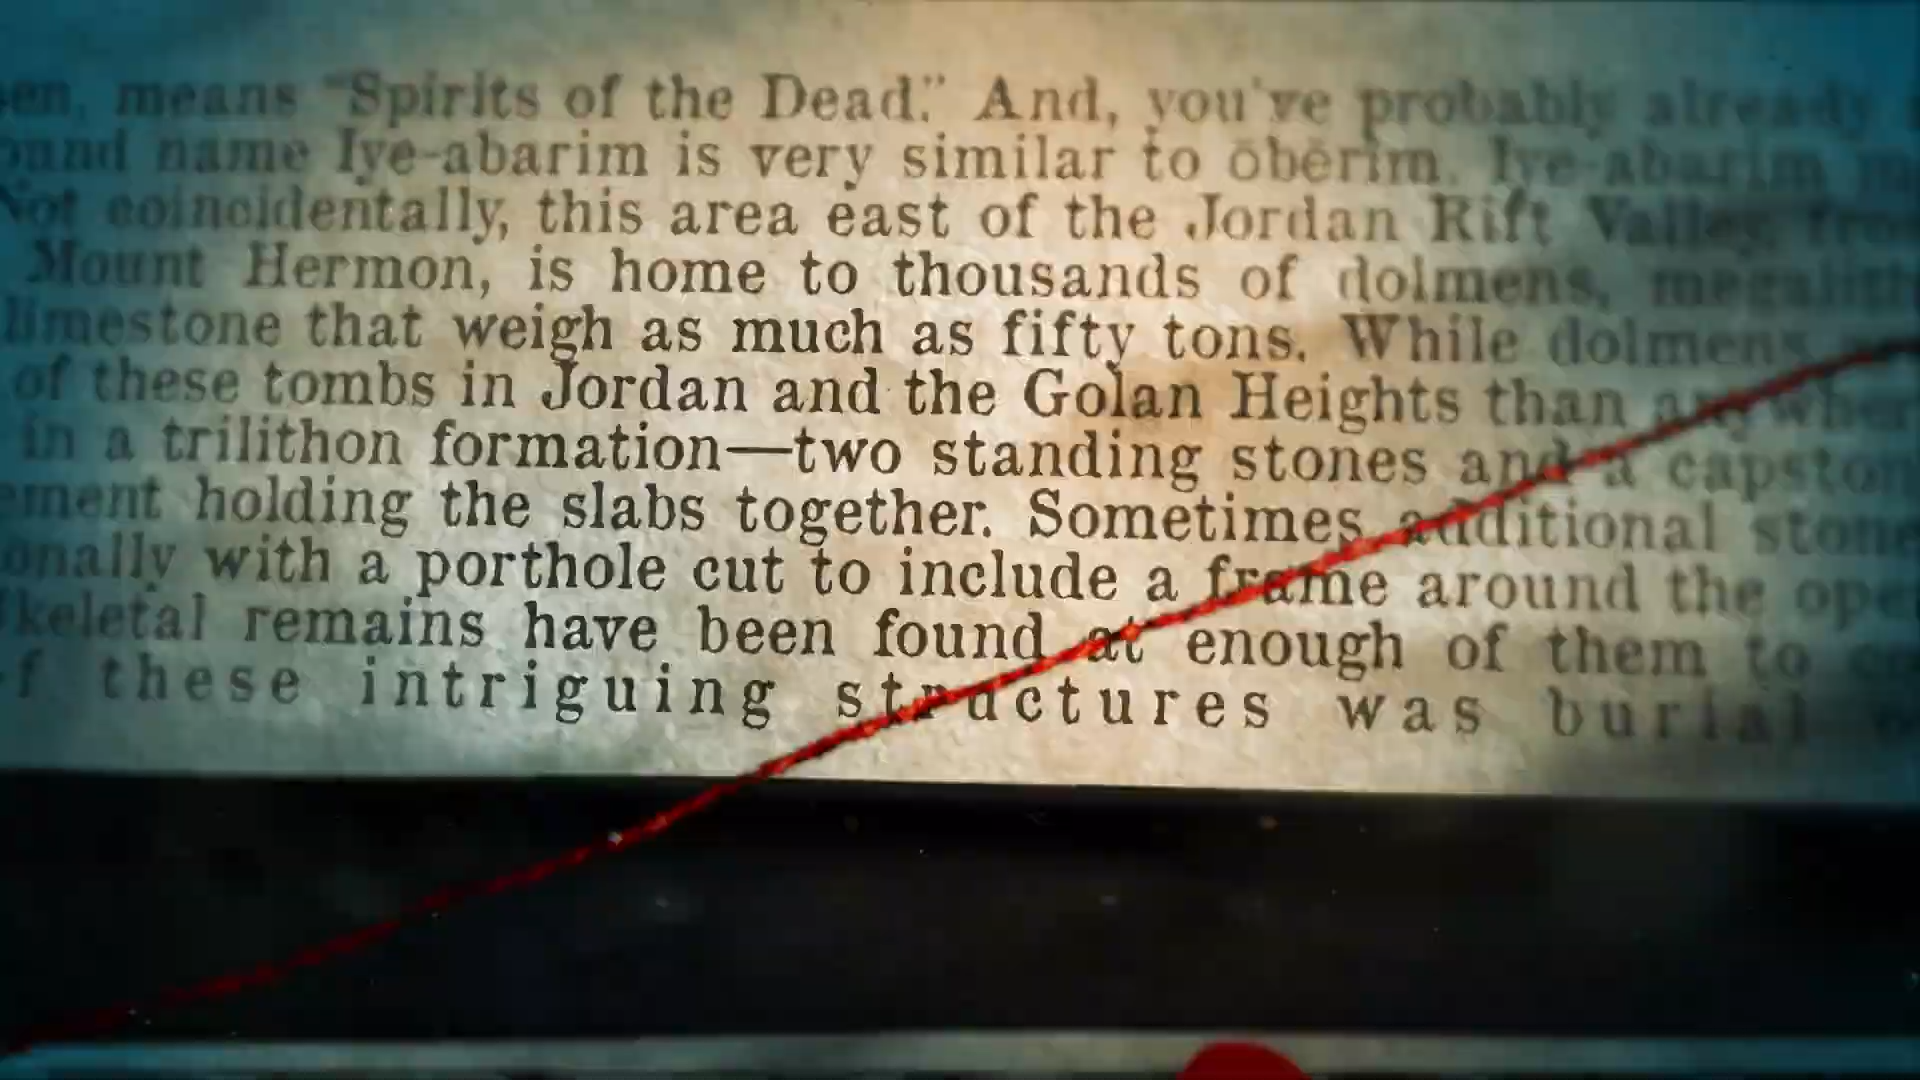 means "Spirits of the Dead." And, you've probably already
name Iye-abarim is very similar to ōbērīm. Iye-abarim
Not coincidentally, this area east of the Jordan Rift Valley,
Mount Hermon, is home to thousands of dolmens,
limestone that weigh as much as fifty tons. While dolmens
of these tombs in Jordan and the Golan Heights than
in a trilithon formation—two standing stones and a
holding the slabs together. Sometimes additional
with a porthole cut to include a frame around the
remains have been found at enough of them to
these intriguing structures was burial